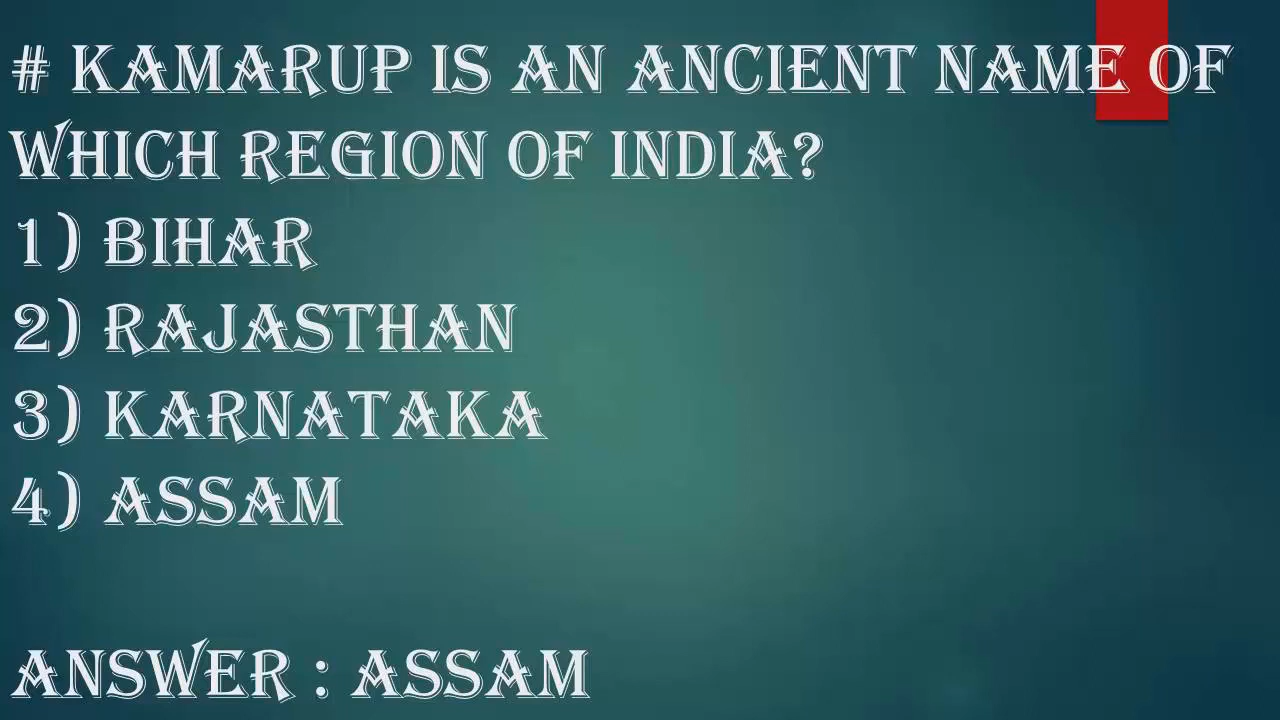 # KAMARUP IS AN ANCIENT NAME OF
WHICH REGION OF INDIA?
1) BIHAR
2) RAJASTHAN
3) KARNATAKA
4) ASSAM
ANSWER : ASSAM